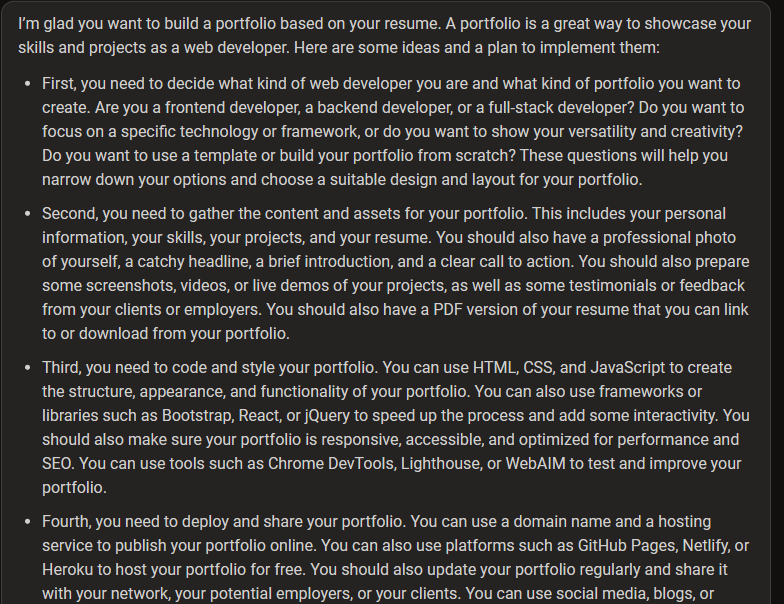 I'm glad you want to build a portfolio based on your resume. A portfolio is a great way to showcase your
skills and projects as a web developer. Here are some ideas and a plan to implement them:
• First, you need to decide what kind of web developer you are and what kind of portfolio you want to
create. Are you a frontend developer, a backend developer, or a full-stack developer? Do you want to
focus on a specific technology or framework, or do you want to show your versatility and creativity?
Do you want to use a template or build your portfolio from scratch? These questions will help you
narrow down your options and choose a suitable design and layout for your portfolio.
• Second, you need to gather the content and assets for your portfolio. This includes your personal
information, your skills, your projects, and your resume. You should also have a professional photo
of yourself, a catchy headline, a brief introduction, and a clear call to action. You should also prepare
some screenshots, videos, or live demos of your projects, as well as some testimonials or feedback
from your clients or employers. You should also have a PDF version of your resume that you can link
to or download from your portfolio.
• Third, you need to code and style your portfolio. You can use HTML, CSS, and JavaScript to create
the structure, appearance, and functionality of your portfolio. You can also use frameworks or
libraries such as Bootstrap, React, or jQuery to speed up the process and add some interactivity. You
should also make sure your portfolio is responsive, accessible, and optimized for performance and
SEO. You can use tools such as Chrome DevTools, Lighthouse, or WebAIM to test and improve your
portfolio.
• Fourth, you need to deploy and share your portfolio. You can use a domain name and a hosting
service to publish your portfolio online. You can also use platforms such as GitHub Pages, Netlify, or
Heroku to host your portfolio for free. You should also update your portfolio regularly and share it
with your network, your potential employers, or your clients. You can use social media, blogs, or